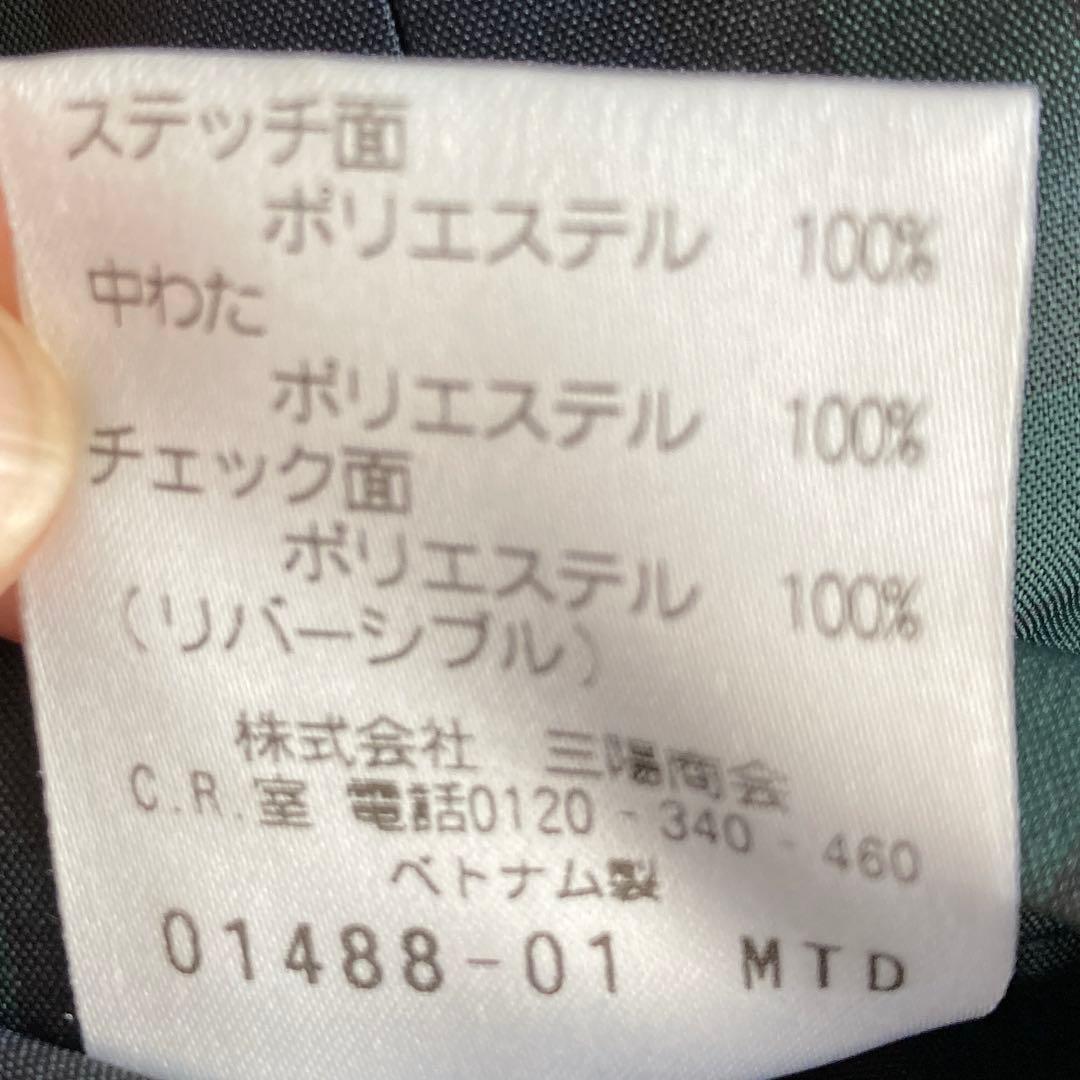 ステッチ面
ポリエステル 100%
中わた
ポリエステル 100%
チェック面
ポリエステル 100%
(リバーシブル)
株式会社 三陽商会
C.R.室 電話0120-340-460
ベトナム製
01488-01 MTD